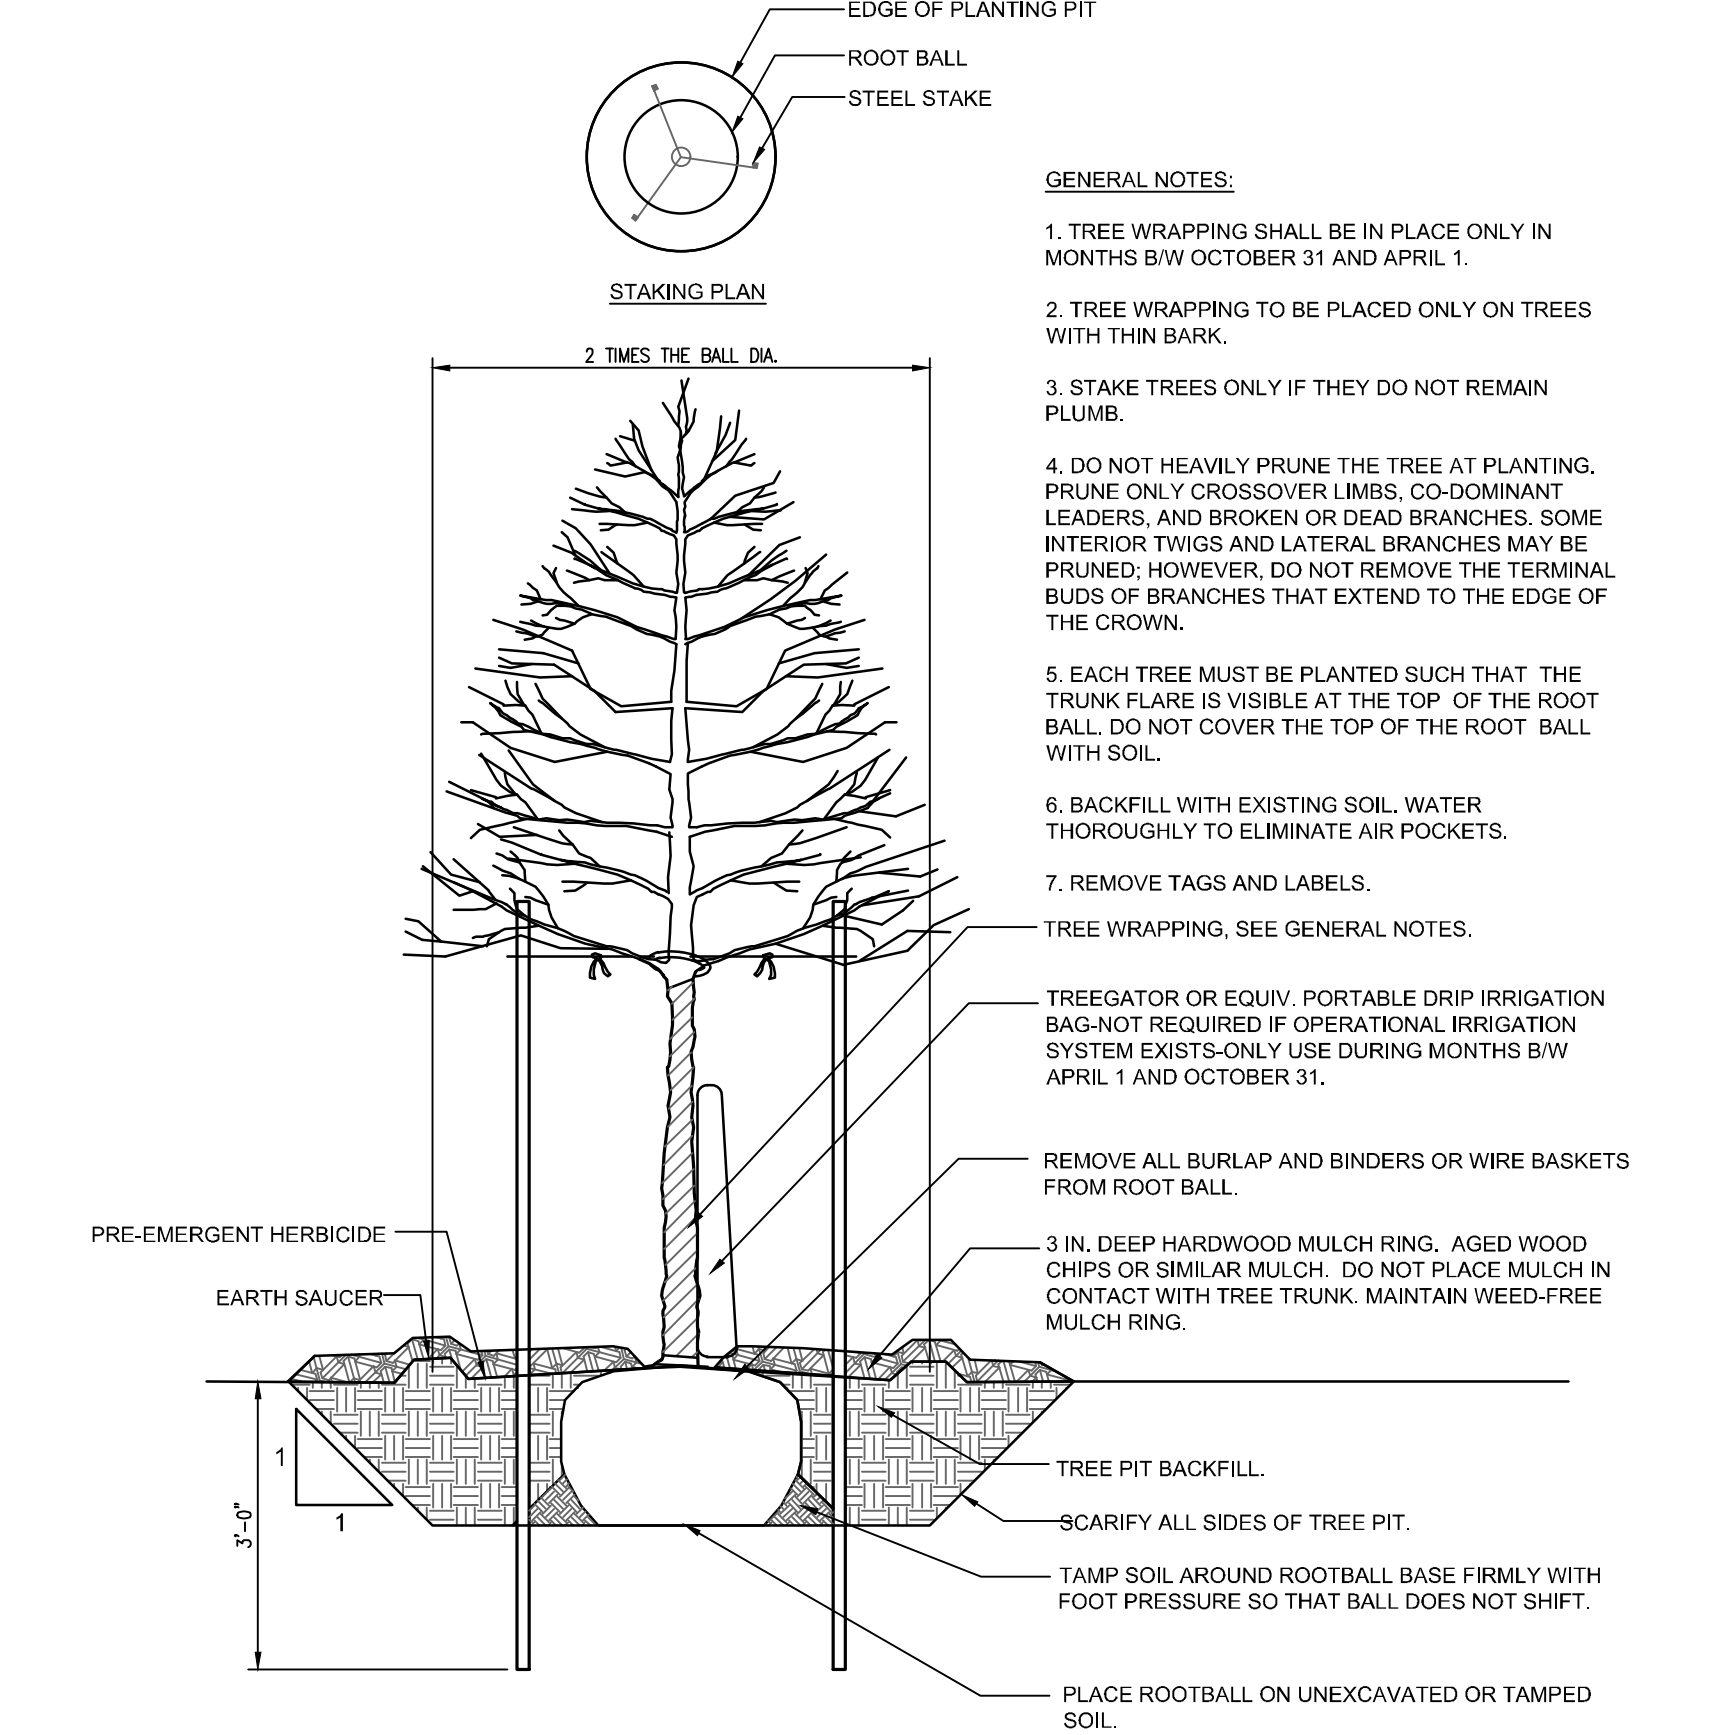 EDGE OF PLANTING PIT
ROOT BALL
STEEL STAKE
STAKING PLAN
2 TIMES THE BALL DIA.
GENERAL NOTES:
1. TREE WRAPPING SHALL BE IN PLACE ONLY IN
MONTHS B/W OCTOBER 31 AND APRIL 1.
2. TREE WRAPPING TO BE PLACED ONLY ON TREES
WITH THIN BARK.
3. STAKE TREES ONLY IF THEY DO NOT REMAIN
PLUMB.
4. DO NOT HEAVILY PRUNE THE TREE AT PLANTING.
PRUNE ONLY CROSSOVER LIMBS, CO-DOMINANT
LEADERS, AND BROKEN OR DEAD BRANCHES. SOME
INTERIOR TWIGS AND LATERAL BRANCHES MAY BE
PRUNED; HOWEVER, DO NOT REMOVE THE TERMINAL
BUDS OF BRANCHES THAT EXTEND TO THE EDGE OF
THE CROWN.
5. EACH TREE MUST BE PLANTED SUCH THAT THE
TRUNK FLARE IS VISIBLE AT THE TOP OF THE ROOT
BALL. DO NOT COVER THE TOP OF THE ROOT BALL
WITH SOIL.
6. BACKFILL WITH EXISTING SOIL. WATER
THOROUGHLY TO ELIMINATE AIR POCKETS.
7. REMOVE TAGS AND LABELS.
TREE WRAPPING, SEE GENERAL NOTES.
TREEGATOR OR EQUIV. PORTABLE DRIP IRRIGATION
BAG-NOT REQUIRED IF OPERATIONAL IRRIGATION
SYSTEM EXISTS-ONLY USE DURING MONTHS B/W
APRIL 1 AND OCTOBER 31.
REMOVE ALL BURLAP AND BINDERS OR WIRE BASKETS
FROM ROOT BALL.
3 IN. DEEP HARDWOOD MULCH RING. AGED WOOD
CHIPS OR SIMILAR MULCH. DO NOT PLACE MULCH IN
CONTACT WITH TREE TRUNK. MAINTAIN WEED-FREE
MULCH RING.
PRE-EMERGENT HERBICIDE
EARTH SAUCER
1
1
3'-0"
TREE PIT BACKFILL.
SCARIFY ALL SIDES OF TREE PIT.
TAMP SOIL AROUND ROOTBALL BASE FIRMLY WITH
FOOT PRESSURE SO THAT BALL DOES NOT SHIFT.
PLACE ROOTBALL ON UNEXCAVATED OR TAMPED
SOIL.